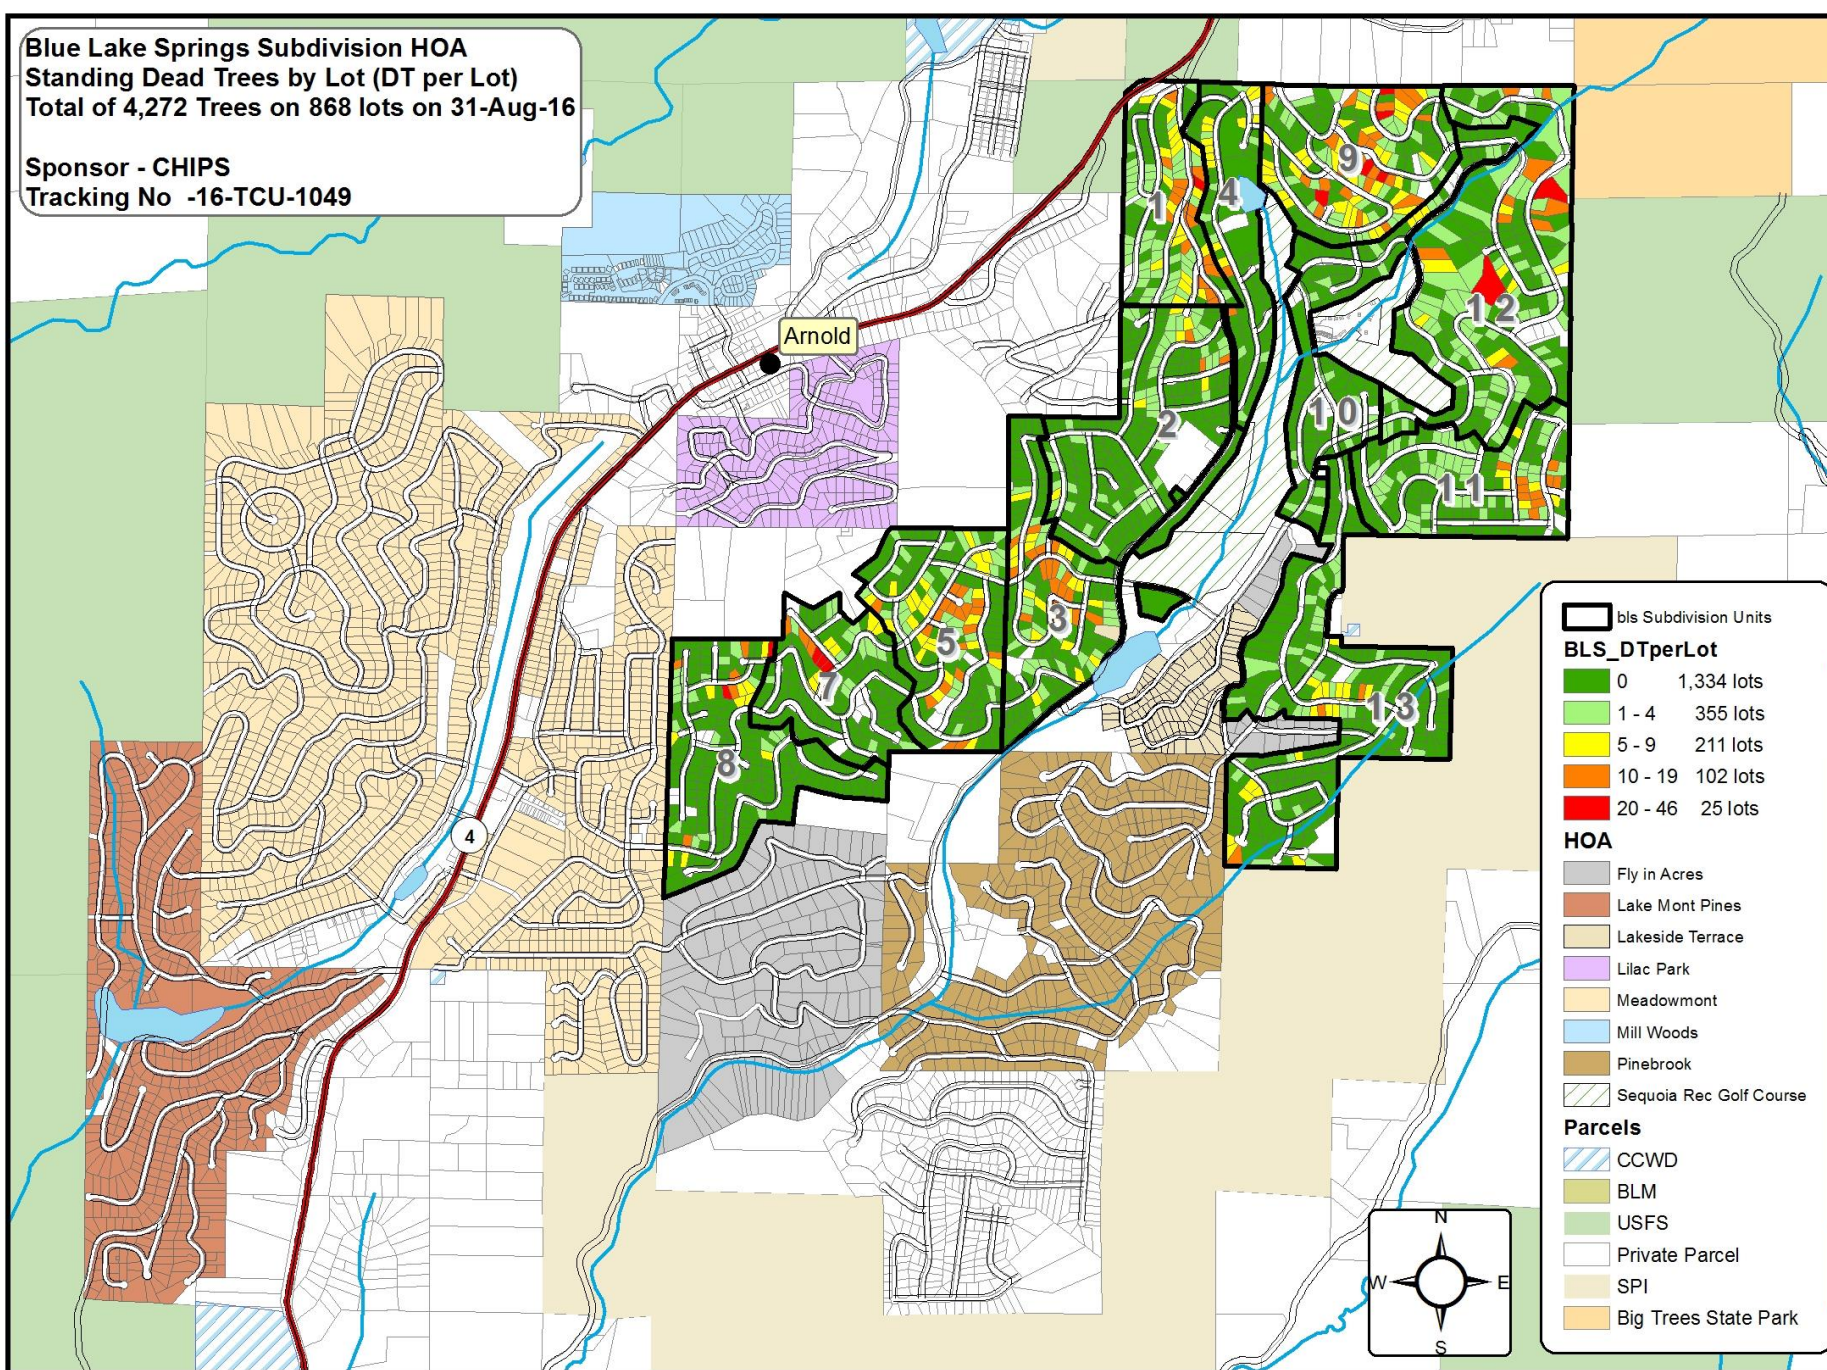 Blue Lake Springs Subdivision HOA
Standing Dead Trees by Lot (DT per Lot)
Total of 4,272 Trees on 868 lots on 31-Aug-16
Sponsor - CHIPS
Tracking No -16-TCU-1049
Arnold
1
4
9
12
2
10
11
3
5
7
8
13
4
bls Subdivision Units
BLS_DTperLot
0 1,334 lots
1 - 4 355 lots
5 - 9 211 lots
10 - 19 102 lots
20 - 46 25 lots
HOA
Fly in Acres
Lake Mont Pines
Lakeside Terrace
Lilac Park
Meadowmont
Mill Woods
Pinebrook
Sequoia Rec Golf Course
Parcels
CCWD
BLM
USFS
Private Parcel
SPI
Big Trees State Park
N
W E
S